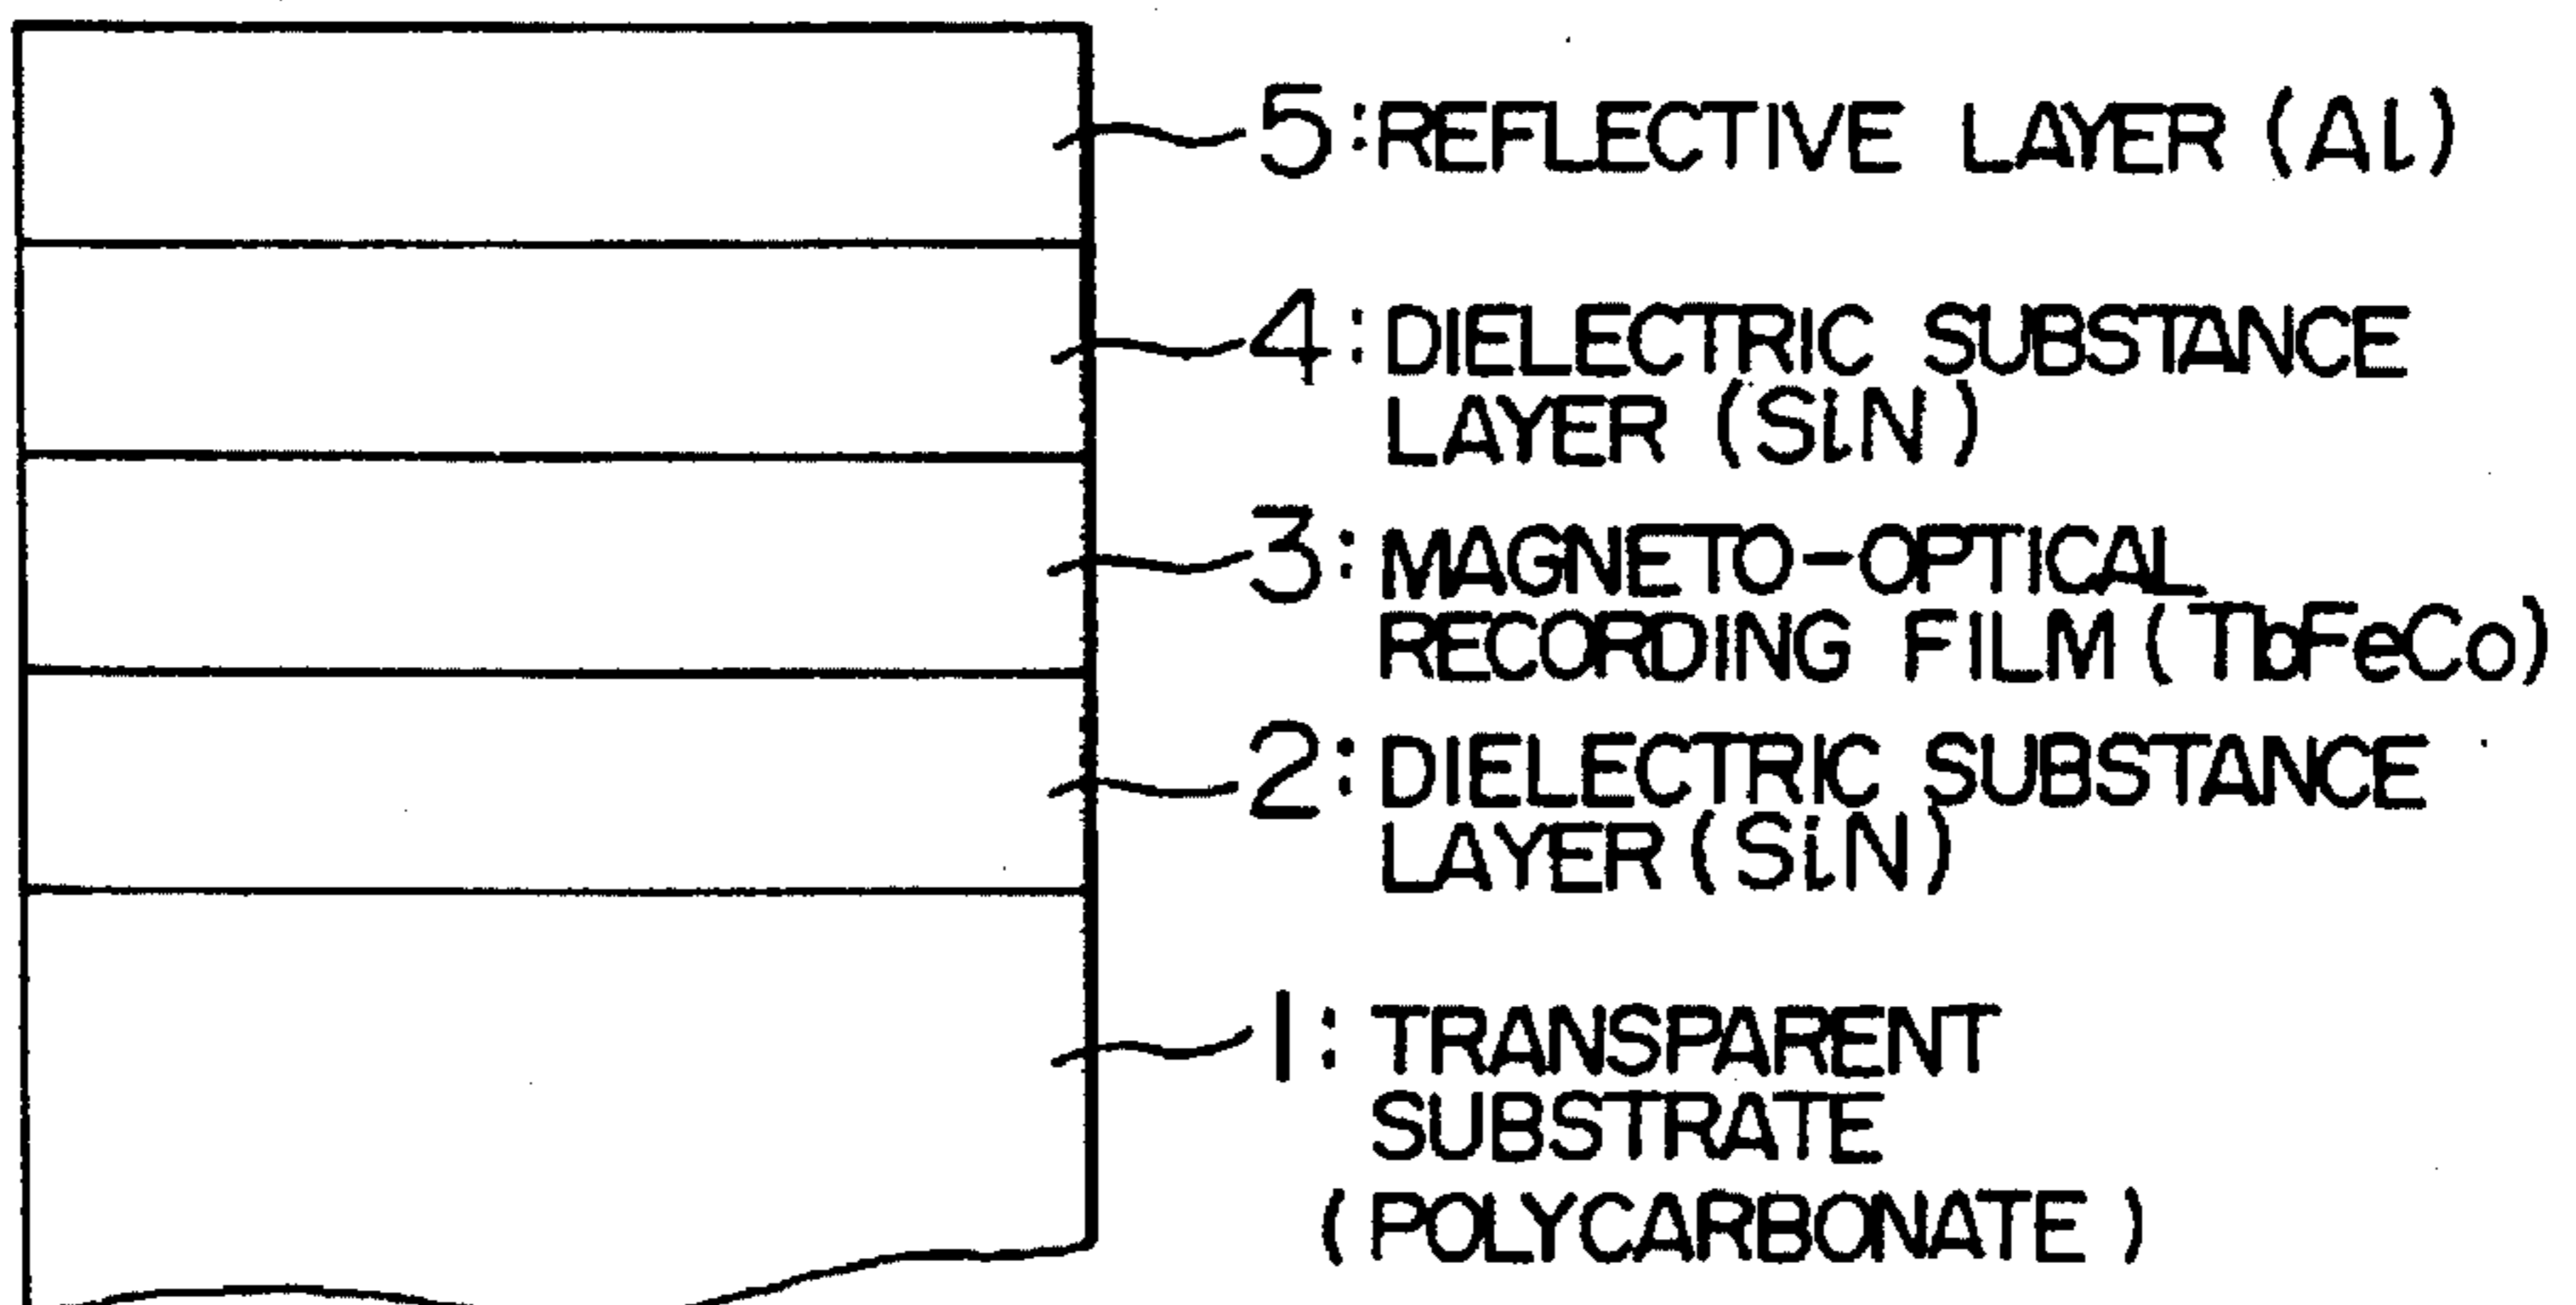 5:REFLECTIVE LAYER (Al)
4: DIELECTRIC SUBSTANCE
LAYER (SiN)
3: MAGNETO-OPTICAL
RECORDING FILM (TbFeCo)
2: DIELECTRIC SUBSTANCE
LAYER (SiN)
1: TRANSPARENT
SUBSTRATE
(POLYCARBONATE)